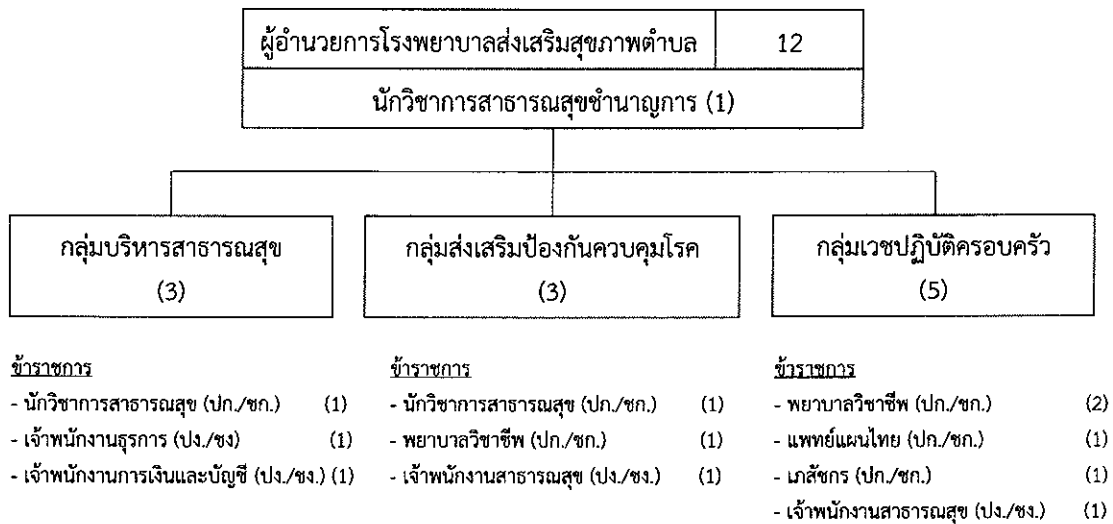 ผู้อำนวยการโรงพยาบาลส่งเสริมสุขภาพตำบล 12
นักวิชาการสาธารณสุขชำนาญการ (1)
กลุ่มบริหารสาธารณสุข
(3)
กลุ่มส่งเสริมป้องกันควบคุมโรค
(3)
กลุ่มเวชปฏิบัติครอบครัว
(5)
ข้าราชการ
- นักวิชาการสาธารณสุข (ปก./ชก.) (1)
- เจ้าพนักงานธุรการ (ปง./ชง) (1)
- เจ้าพนักงานการเงินและบัญชี (ปง./ชง.) (1)
ข้าราชการ
- นักวิชาการสาธารณสุข (ปก./ชก.) (1)
- พยาบาลวิชาชีพ (ปก./ชก.) (1)
- เจ้าพนักงานสาธารณสุข (ปง./ชง.) (1)
ข้าราชการ
- พยาบาลวิชาชีพ (ปก./ชก.) (2)
- แพทย์แผนไทย (ปก./ชก.) (1)
- เภสัชกร (ปก./ชก.) (1)
- เจ้าพนักงานสวธารณสุข (ปง./ชง.) (1)